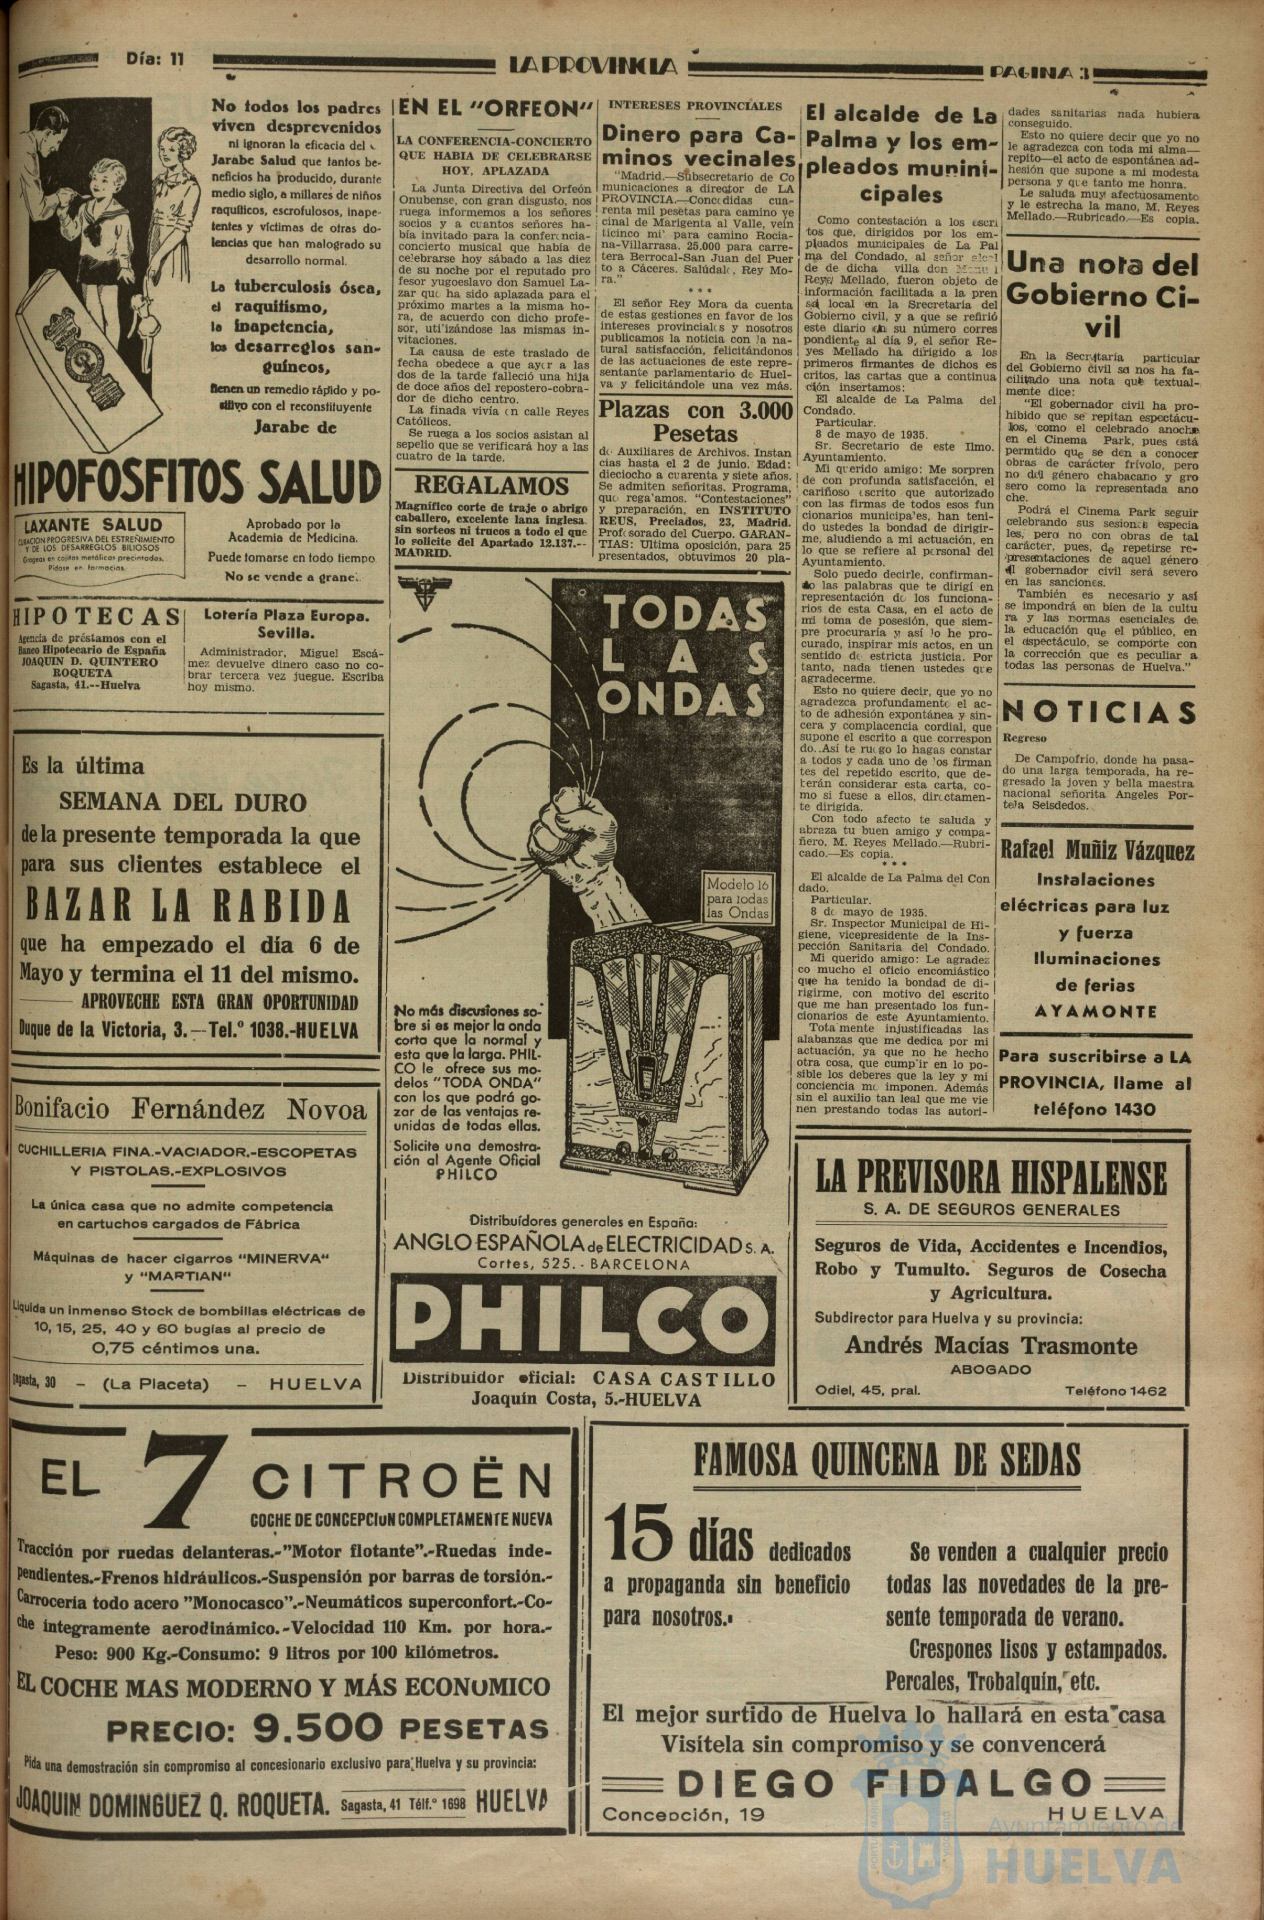 Día: 11
LA PROVINCIA
PAGINA 3
No todos los padres
viven desprevenidos
ni ignoran la eficacia del
Jarabe Salud que tantos be-
neficios ha producido, durante
medio siglo, a millares de niños
raquíticos, escrofulosos, inape-
tentes y víctimas de otras do-
lencias que han malogrado su
desarrollo normal.
La tuberculosis ósea,
el raquitismo,
la inapetencia,
los desarreglos san-
guíneos,
tienen un remedio rápido y po-
sitivo con el reconstituyente
Jarabe de
HIPOFOSFITOS SALUD
LAXANTE SALUD
CURACION PROGRESIVA DEL ESTREÑIMIENTO
Y DE LOS DESARREGLOS BILIOSOS
Grageas en cajitas metálicas precintadas.
Pídase en farmacias.
Aprobado por la
Academia de Medicina.
Puede tomarse en todo tiempo
No se vende a granel.
HIPOTECAS
Agencia de préstamos con el
Banco Hipotecario de España
JOAQUIN D. QUINTERO
ROQUETA
Sagasta, 41.--Huelva
Lotería Plaza Europa.
Sevilla.
Administrador, Miguel Escá-
mez devuelve dinero caso no co-
brar tercera vez juegue. Escriba
hoy mismo.
Es la última
SEMANA DEL DURO
de la presente temporada la que
para sus clientes establece el
BAZAR LA RABIDA
que ha empezado el día 6 de
Mayo y termina el 11 del mismo.
APROVECHE ESTA GRAN OPORTUNIDAD
Duque de la Victoria, 3.—Tel.º 1038.-HUELVA
Bonifacio Fernández Novoa
CUCHILLERIA FINA.-VACIADOR.-ESCOPETAS
Y PISTOLAS.-EXPLOSIVOS
La única casa que no admite competencia
en cartuchos cargados de Fábrica
Máquinas de hacer cigarros "MINERVA"
y "MARTIAN"
Liquida un inmenso Stock de bombillas eléctricas de
10, 15, 25, 40 y 60 bugías al precio de
0,75 céntimos una.
agasta, 30 - (La Placeta) - HUELVA
EN EL "ORFEON"
LA CONFERENCIA-CONCIERTO
QUE HABIA DE CELEBRARSE
HOY, APLAZADA
La Junta Directiva del Orfeón
Onubense, con gran disgusto, nos
ruega informemos a los señores
socios y a cuantos señores ha-
bía invitado para la conferencia-
concierto musical que había de
celebrarse hoy sábado a las diez
de su noche por el reputado pro
fesor yugoeslavo don Samuel La-
zar que ha sido aplazada para el
próximo martes a la misma ho-
ra, de acuerdo con dicho profe-
sor, utilizándose las mismas in-
vitaciones.
La causa de este traslado de
fecha obedece a que ayer a las
dos de la tarde falleció una hija
de doce años del repostero-cobra-
dor de dicho centro.
La finada vivía en calle Reyes
Católicos.
Se ruega a los socios asistan al
sepelio que se verificará hoy a las
cuatro de la tarde.
REGALAMOS
Magnífico corte de traje o abrigo
caballero, excelente lana inglesa.
sin sorteos ni trucos a todo el que
lo solicite del Apartado 12.137.--
MADRID.
INTERESES PROVINCIALES
Dinero para Ca-
minos vecinales
"Madrid.—Subsecretario de Co
municaciones a director de LA
PROVINCIA.—Concedidas cua-
renta mil pesetas para camino ve
cinal de Marigenta al Valle, vein
ticinco mil para camino Rocia-
na-Villarrasa. 25.000 para carre-
tera Berrocal-San Juan del Puer
to a Cáceres. Salúdale, Rey Mo-
ra."
* * *
El señor Rey Mora da cuenta
de estas gestiones en favor de los
intereses provinciales y nosotros
publicamos la noticia con la na-
tural satisfacción, felicitándonos
de las actuaciones de este repre-
sentante parlamentario de Huel-
va y felicitándole una vez más.
Plazas con 3.000
Pesetas
de Auxiliares de Archivos. Instan
cias hasta el 2 de junio. Edad:
dieciocho a cuarenta y siete años.
Se admiten señoritas. Programa,
que regalamos. "Contestaciones"
y preparación, en INSTITUTO
REUS, Preciados, 23, Madrid.
Profesorado del Cuerpo. GARAN-
TIAS: Ultima oposición, para 25
presentados, obtuvimos 20 pla-
TODAS
LAS
ONDAS
Modelo 16
para todas
las Ondas
No más discusiones so-
bre si es mejor la onda
corta que la normal y
esta que la larga. PHIL-
CO le ofrece sus mo-
delos "TODA ONDA"
con los que podrá go-
zar de las ventajas re-
unidas de todas ellas.
Solicite una demostra-
ción al Agente Oficial
PHILCO
Distribuídores generales en España:
ANGLO ESPAÑOLA de ELECTRICIDAD S. A.
Cortes, 525. - BARCELONA
PHILCO
Distribuidor oficial: CASA CASTILLO
Joaquín Costa, 5.-HUELVA
El alcalde de La
Palma y los em-
pleados munini-
cipales
Como contestación a los escri
tos que, dirigidos por los em-
pleados municipales de La Pal
ma del Condado, al señor alcal
de de dicha villa don Manuel
Reyes Mellado, fueron objeto de
información facilitada a la pren
sa local en la Secretaría del
Gobierno civil, y a que se refirió
este diario en su número corres
pondiente al día 9, el señor Re-
yes Mellado ha dirigido a los
primeros firmantes de dichos es
critos, las cartas que a continua
ción insertamos:
El alcalde de La Palma del
Condado.
Particular.
8 de mayo de 1935.
Sr. Secretario de este Ilmo.
Ayuntamiento.
Mi querido amigo: Me sorpren
de con profunda satisfacción, el
cariñoso escrito que autorizado
con las firmas de todos esos fun
cionarios municipales, han teni-
do ustedes la bondad de dirigir-
me, aludiendo a mi actuación, en
lo que se refiere al personal del
Ayuntamiento.
Solo puedo decirle, confirman-
do las palabras que te dirigí en
representación de los funciona-
rios de esta Casa, en el acto de
mi toma de posesión, que siem-
pre procuraría y así lo he pro-
curado, inspirar mis actos, en un
sentido de estricta justicia. Por
tanto, nada tienen ustedes que
agradecerme.
Esto no quiere decir, que yo no
agradezca profundamente el ac-
to de adhesión expontánea y sin-
cera y complacencia cordial, que
supone el escrito a que correspon
do. Así te ruego lo hagas constar
a todos y cada uno de los firman
tes del repetido escrito, que de-
berán considerar esta carta, co-
mo si fuese a ellos, directamen-
te dirigida.
Con todo afecto te saluda y
abraza tu buen amigo y compa-
ñero, M. Reyes Mellado.—Rubri-
cado.—Es copia.
* * *
El alcalde de La Palma del Con
dado.
Particular.
8 de mayo de 1935.
Sr. Inspector Municipal de Hi-
giene, vicepresidente de la Ins-
pección Sanitaria del Condado.
Mi querido amigo: Le agradez
co mucho el oficio encomiástico
que ha tenido la bondad de di-
rigirme, con motivo del escrito
que me han presentado los fun-
cionarios de este Ayuntamiento.
Totalmente injustificadas las
alabanzas que me dedica por mi
actuación, ya que no he hecho
otra cosa, que cumplir en lo po-
sible los deberes que la ley y mi
conciencia me imponen. Además
sin el auxilio tan leal que me vie
nen prestando todas las autori-
dades sanitarias nada hubiera
conseguido.
Esto no quiere decir que yo no
le agradezca con toda mi alma—
repito—el acto de espontánea ad-
hesión que supone a mi modesta
persona y que tanto me honra.
Le saluda muy afectuosamente
y le estrecha la mano, M. Reyes
Mellado.—Rubricado.—Es copia.
Una nota del
Gobierno Ci-
vil
En la Secretaría particular
del Gobierno civil se nos ha fa-
cilitado una nota que textual-
mente dice:
"El gobernador civil ha pro-
hibido que se repitan espectácu-
los, como el celebrado anoche
en el Cinema Park, pues está
permtido que se den a conocer
obras de carácter frívolo, pero
no del género chabacano y gro
sero como la representada ano
che.
Podrá el Cinema Park seguir
celebrando sus sesiones especia
les, pero no con obras de tal
carácter, pues, de repetirse re-
presentaciones de aquel género
el gobernador civil será severo
en las sanciones.
También es necesario y así
se impondrá en bien de la cultu
ra y las normas esenciales de
la educación que el público, en
el espectáculo, se comporte con
la corrección que es peculiar a
todas las personas de Huelva."
NOTICIAS
Regreso
De Campofrío, donde ha pasa-
do una larga temporada, ha re-
gresado la joven y bella maestra
nacional señorita Angeles Por-
tela Seisdedos.
Rafael Muñiz Vázquez
Instalaciones
eléctricas para luz
y fuerza
Iluminaciones
de ferias
AYAMONTE
Para suscribirse a LA
PROVINCIA, llame al
teléfono 1430
LA PREVISORA HISPALENSE
S. A. DE SEGUROS GENERALES
Seguros de Vida, Accidentes e Incendios,
Robo y Tumulto. Seguros de Cosecha
y Agricultura.
Subdirector para Huelva y su provincia:
Andrés Macías Trasmonte
ABOGADO
Odiel, 45, pral. Teléfono 1462
EL 7 CITROËN
COCHE DE CONCEPCION COMPLETAMENTE NUEVA
Tracción por ruedas delanteras.-"Motor flotante".-Ruedas inde-
pendientes.-Frenos hidráulicos.-Suspensión por barras de torsión.-
Carrocería todo acero "Monocasco".-Neumáticos superconfort.-Co-
che íntegramente aerodinámico.-Velocidad 110 Km. por hora.-
Peso: 900 Kg.-Consumo: 9 litros por 100 kilómetros.
EL COCHE MAS MODERNO Y MÁS ECONOMICO
PRECIO: 9.500 PESETAS
Pida una demostración sin compromiso al concesionario exclusivo para Huelva y su provincia:
JOAQUIN DOMINGUEZ Q. ROQUETA. Sagasta, 41 Télf.º 1698 HUELVA
FAMOSA QUINCENA DE SEDAS
15 días dedicados
a propaganda sin beneficio
para nosotros.
Se venden a cualquier precio
todas las novedades de la pre-
sente temporada de verano.
Crespones lisos y estampados.
Percales, Trobalquín, etc.
El mejor surtido de Huelva lo hallará en esta casa
Visítela sin compromiso y se convencerá
DIEGO FIDALGO
Concepción, 19 HUELVA
Ayuntamiento de
HUELVA